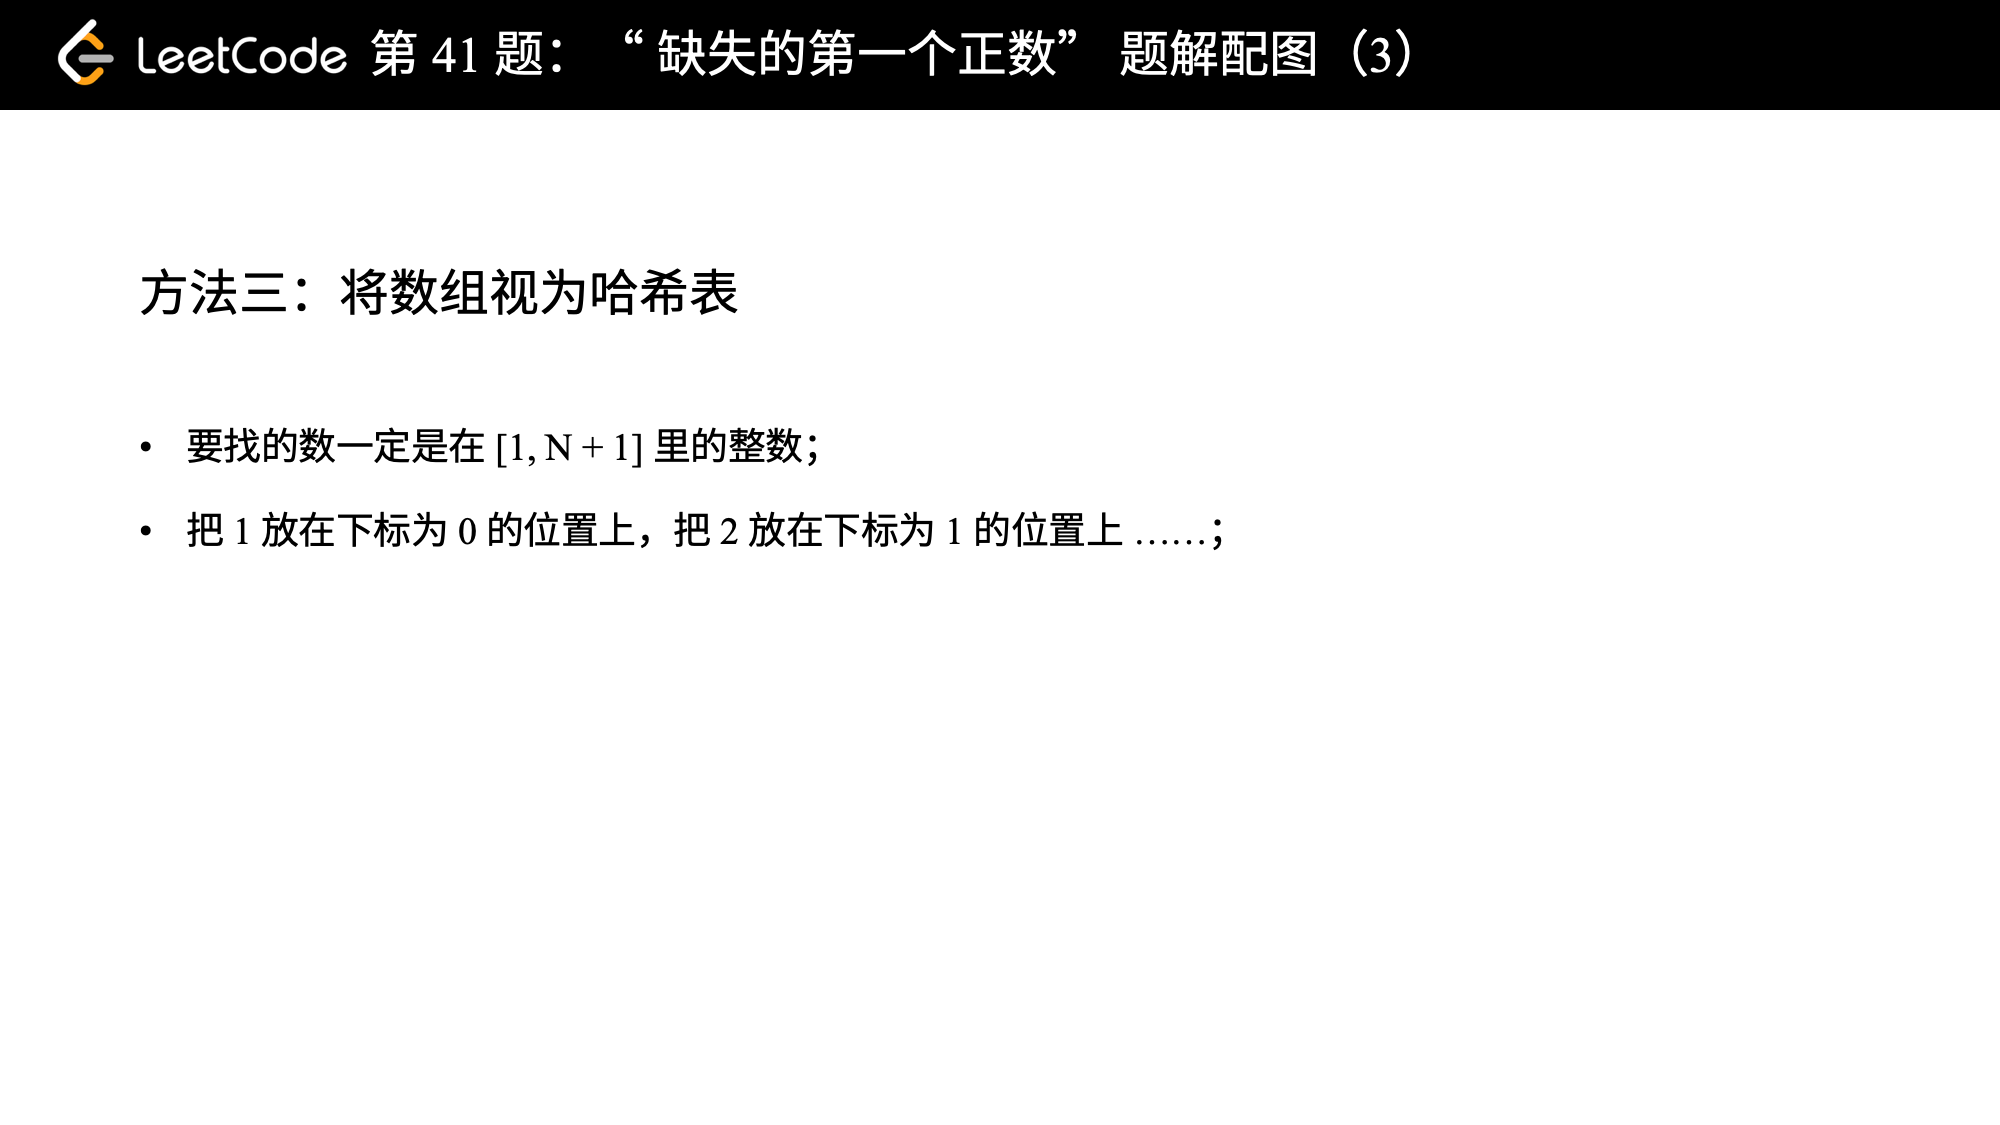 LeetCode 第 41 题：“ 缺失的第一个正数” 题解配图（3）
方法三：将数组视为哈希表
• 要找的数一定是在 [1, N + 1] 里的整数；
• 把 1 放在下标为 0 的位置上，把 2 放在下标为 1 的位置上 ……；